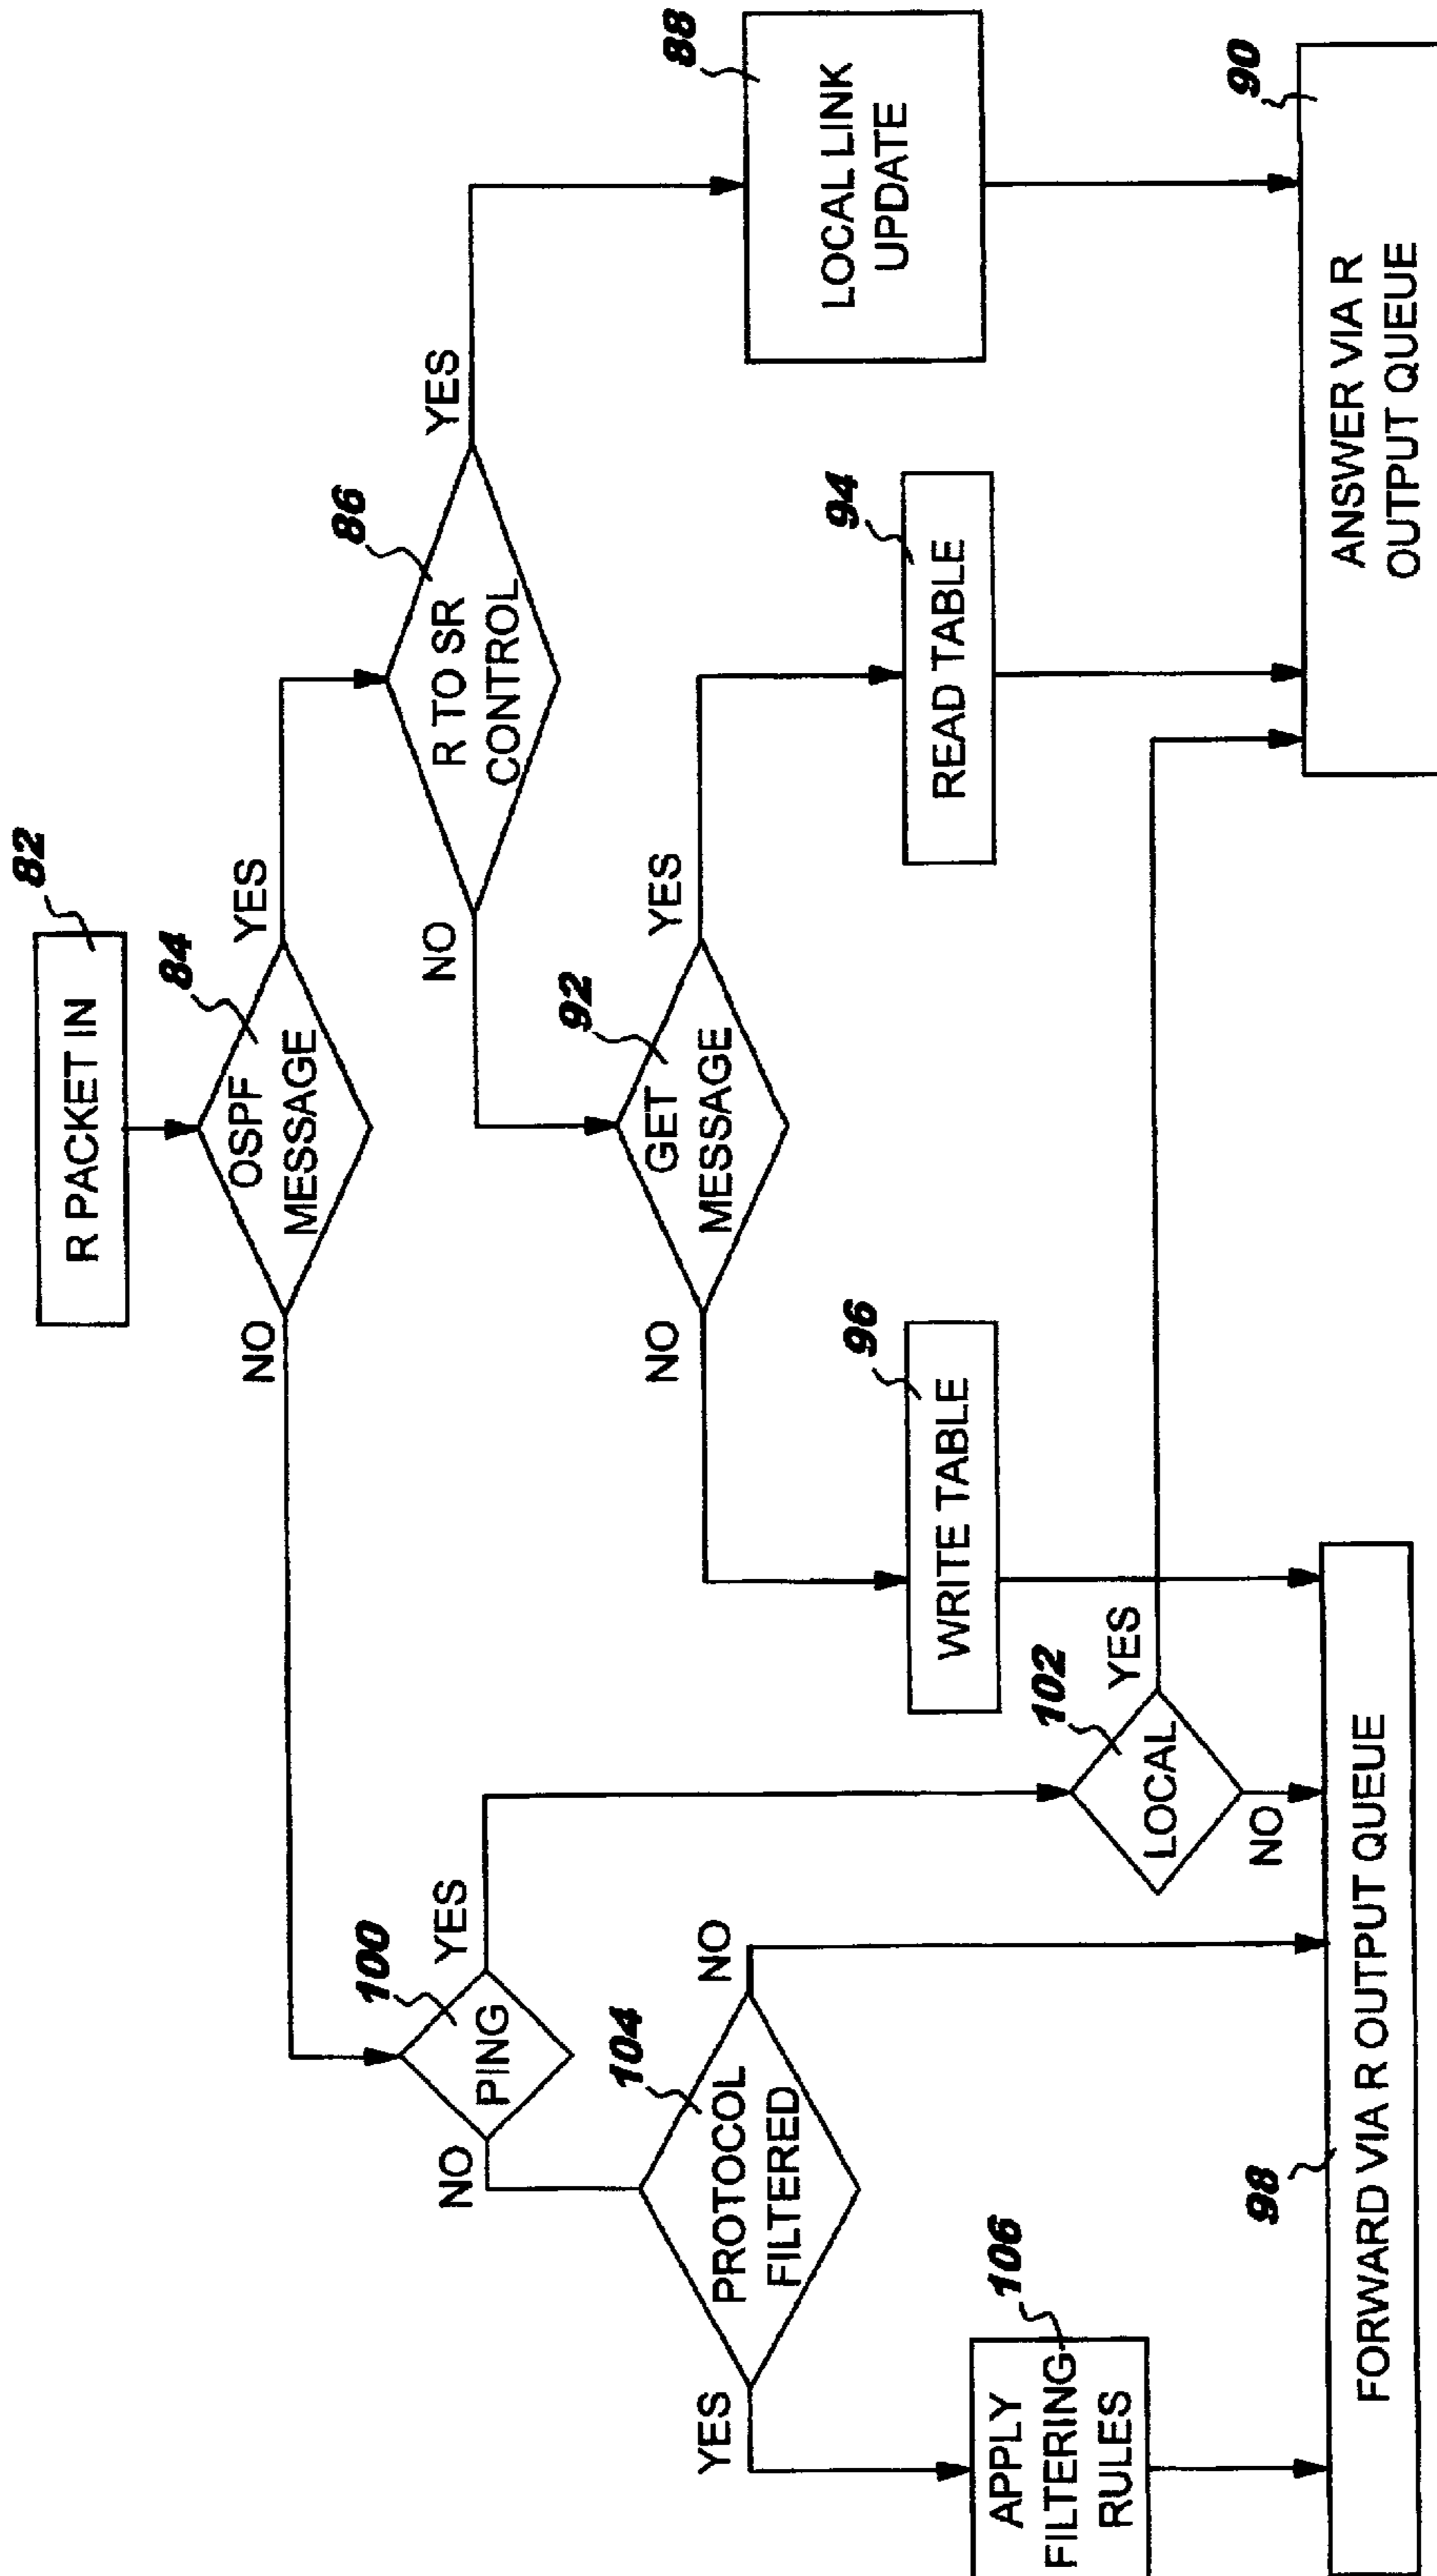 82
R PACKET IN
84
OSPF
MESSAGE
NO
YES
86
R TO SR
CONTROL
NO
YES
88
LOCAL LINK
UPDATE
92
GET
MESSAGE
NO
YES
94
READ TABLE
96
WRITE TABLE
100
PING
NO
YES
102
LOCAL
YES
NO
104
PROTOCOL
FILTERED
YES
NO
106
APPLY
FILTERING
RULES
98
FORWARD VIA R OUTPUT QUEUE
90
ANSWER VIA R
OUTPUT QUEUE